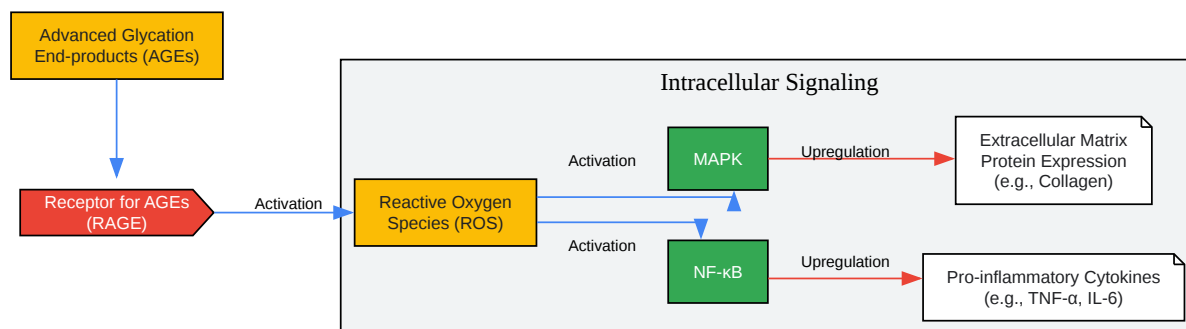 Advanced Glycation
End-products (AGEs)
Intracellular Signaling
Receptor for AGEs
(RAGE)
Activation
Reactive Oxygen
Species (ROS)
Activation
MAPK
Upregulation
Extracellular Matrix
Protein Expression
(e.g., Collagen)
Activation
NF-κB
Upregulation
Pro-inflammatory Cytokines
(e.g., TNF-α, IL-6)